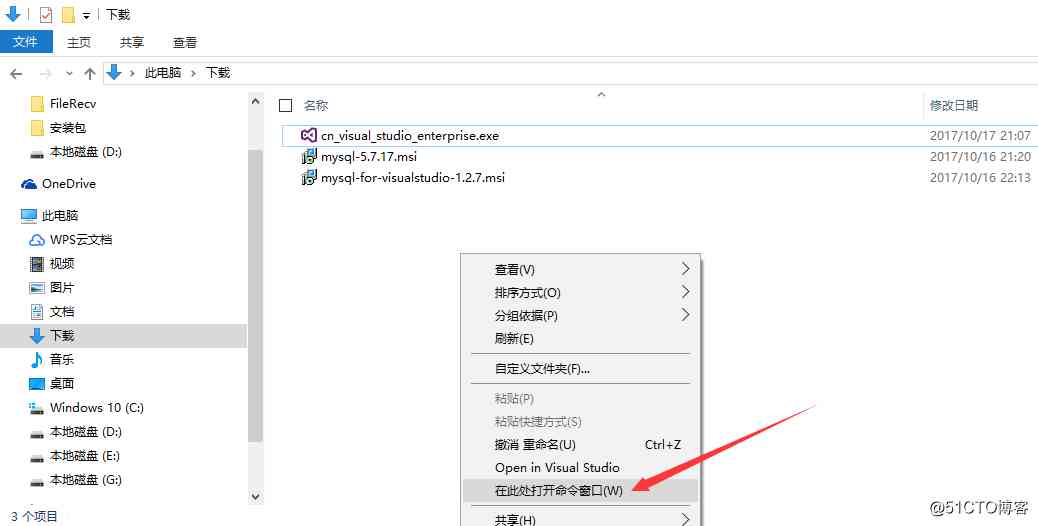 下载
文件 主页 共享 查看
此电脑 下载
FileRecv
安装包
本地磁盘 (D:)
OneDrive
此电脑
WPS云文档
视频
图片
文档
下载
音乐
桌面
Windows 10 (C:)
本地磁盘 (D:)
本地磁盘 (E:)
本地磁盘 (G:)
3 个项目
名称 修改日期
cn_visual_studio_enterprise.exe 2017/10/17 21:07
mysql-5.7.17.msi 2017/10/16 21:20
mysql-for-visualstudio-1.2.7.msi 2017/10/16 22:13
查看(V)
排序方式(O)
分组依据(P)
刷新(E)
自定义文件夹(F)...
粘贴(P)
粘贴快捷方式(S)
撤消 重命名(U) Ctrl+Z
Open in Visual Studio
在此处打开命令窗口(W)
共享(H)
@51CTO博客